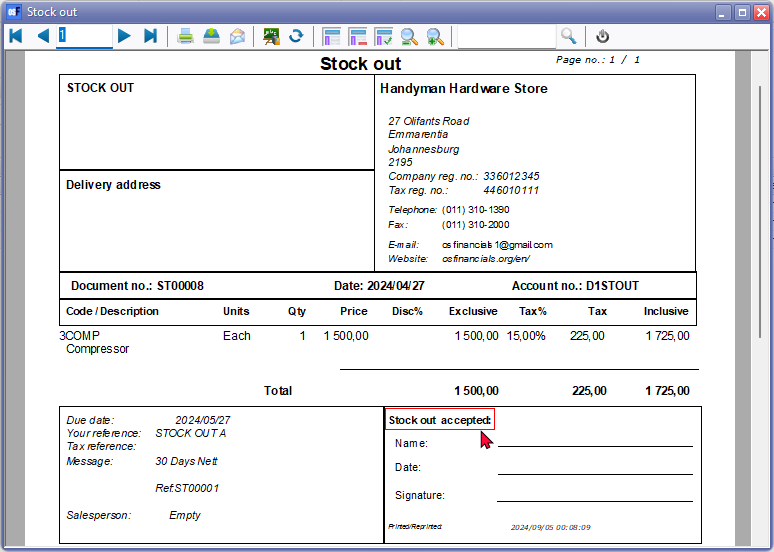 Stock out
1
Stock out
Page no.: 1 / 1
STOCK OUT
Handyman Hardware Store
27 Olifants Road
Emmarentia
Johannesburg
2195
Company reg. no.: 336012345
Tax reg. no.: 446010111
Telephone: (011) 310-1390
Fax: (011) 310-2000
E-mail: osfinancials1@gmail.com
Website: osfinancials.org/en/
Delivery address
Document no.: ST00008 Date: 2024/04/27 Account no.: D1STOUT
Code / Description Units Qty Price Disc% Exclusive Tax% Tax Inclusive
3COMP Each 1 1 500,00 1 500,00 15,00% 225,00 1 725,00
Compressor
Total 1 500,00 225,00 1 725,00
Due date: 2024/05/27
Your reference: STOCK OUT A
Tax reference:
Message: 30 Days Nett
Ref:ST00001
Salesperson: Empty
Stock out accepted:
Name:
Date:
Signature:
Printed/Reprinted 2024/09/05 00:08:09